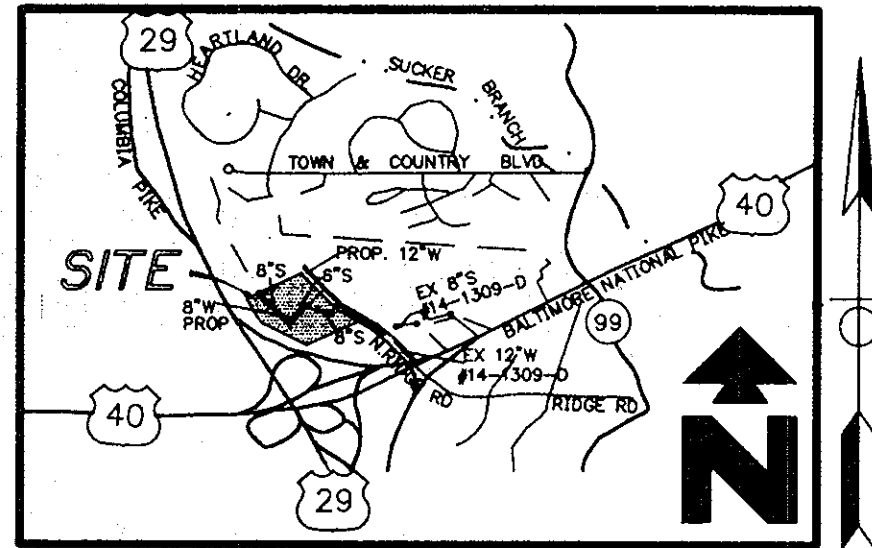 29
HEARTLAND DR
SUCKER BRANCH
COLUMBIA PIKE
TOWN & COUNTRY BLVD
40
SITE
PROP. 12"W
8"S
6"S
EX 8"S
#14-1309-D
BALTIMORE NATIONAL PIKE
8"W
PROP
8"S
99
EX 12"W
#14-1309-D
RD
RIDGE RD
40
29
N